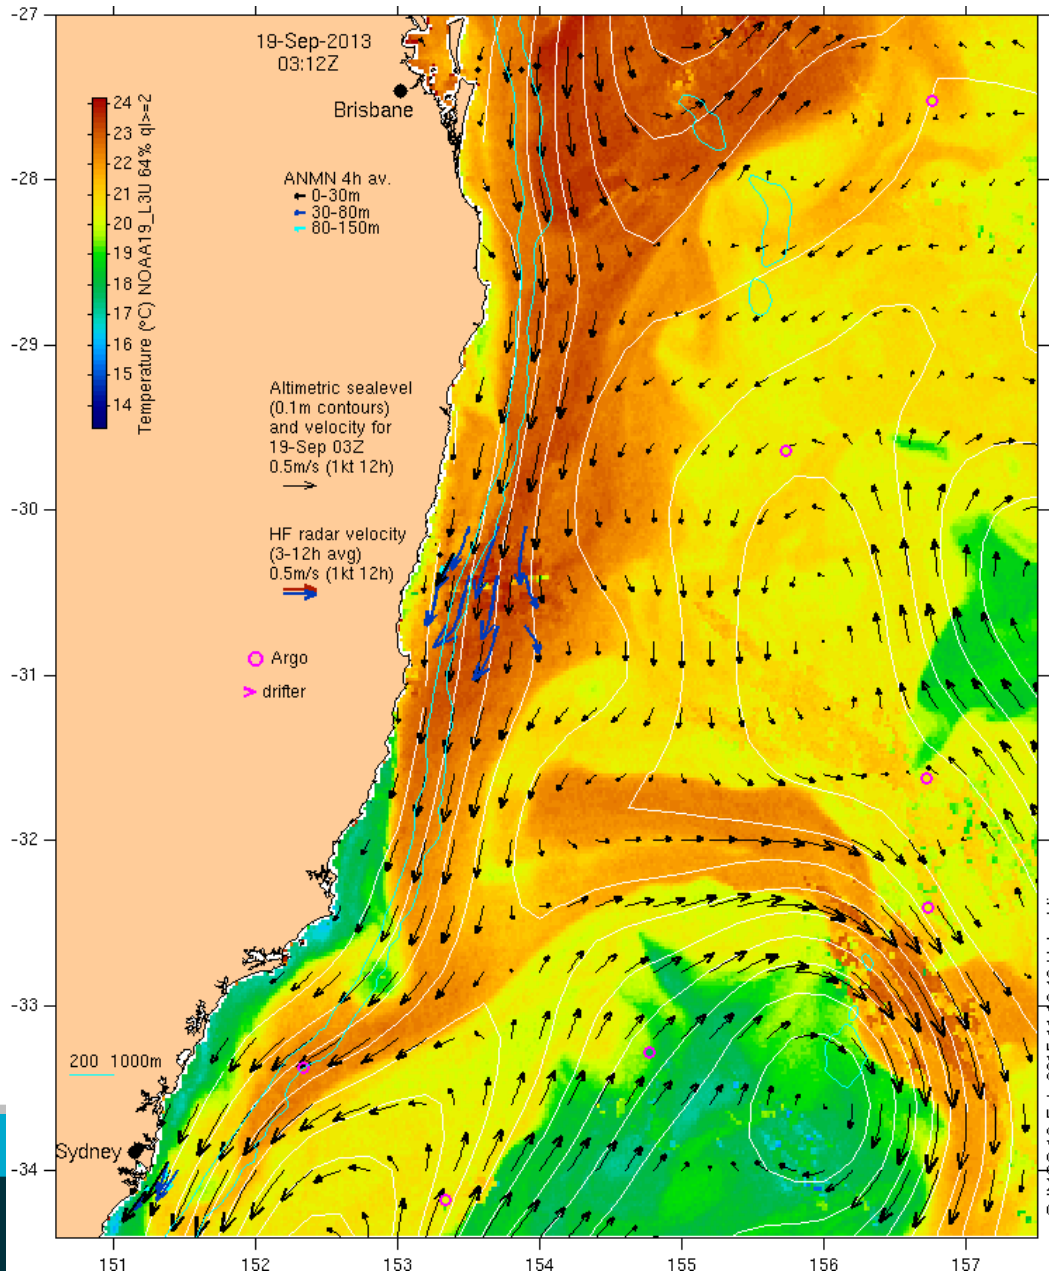 19-Sep-2013
03:12Z
Brisbane
24
23
22
21
20
19
18
17
16
15
14
Temperature (°C) NOAA19_L3U 64% ql>=2
ANMN 4h av.
0-30m
30-80m
80-150m
Altimetric sealevel
(0.1m contours)
and velocity for
19-Sep 03Z
0.5m/s (1kt 12h)
HF radar velocity
(3-12h avg)
0.5m/s (1kt 12h)
Argo
drifter
200 1000m
Sydney
-27
-28
-29
-30
-31
-32
-33
-34
151
152
153
154
155
156
157